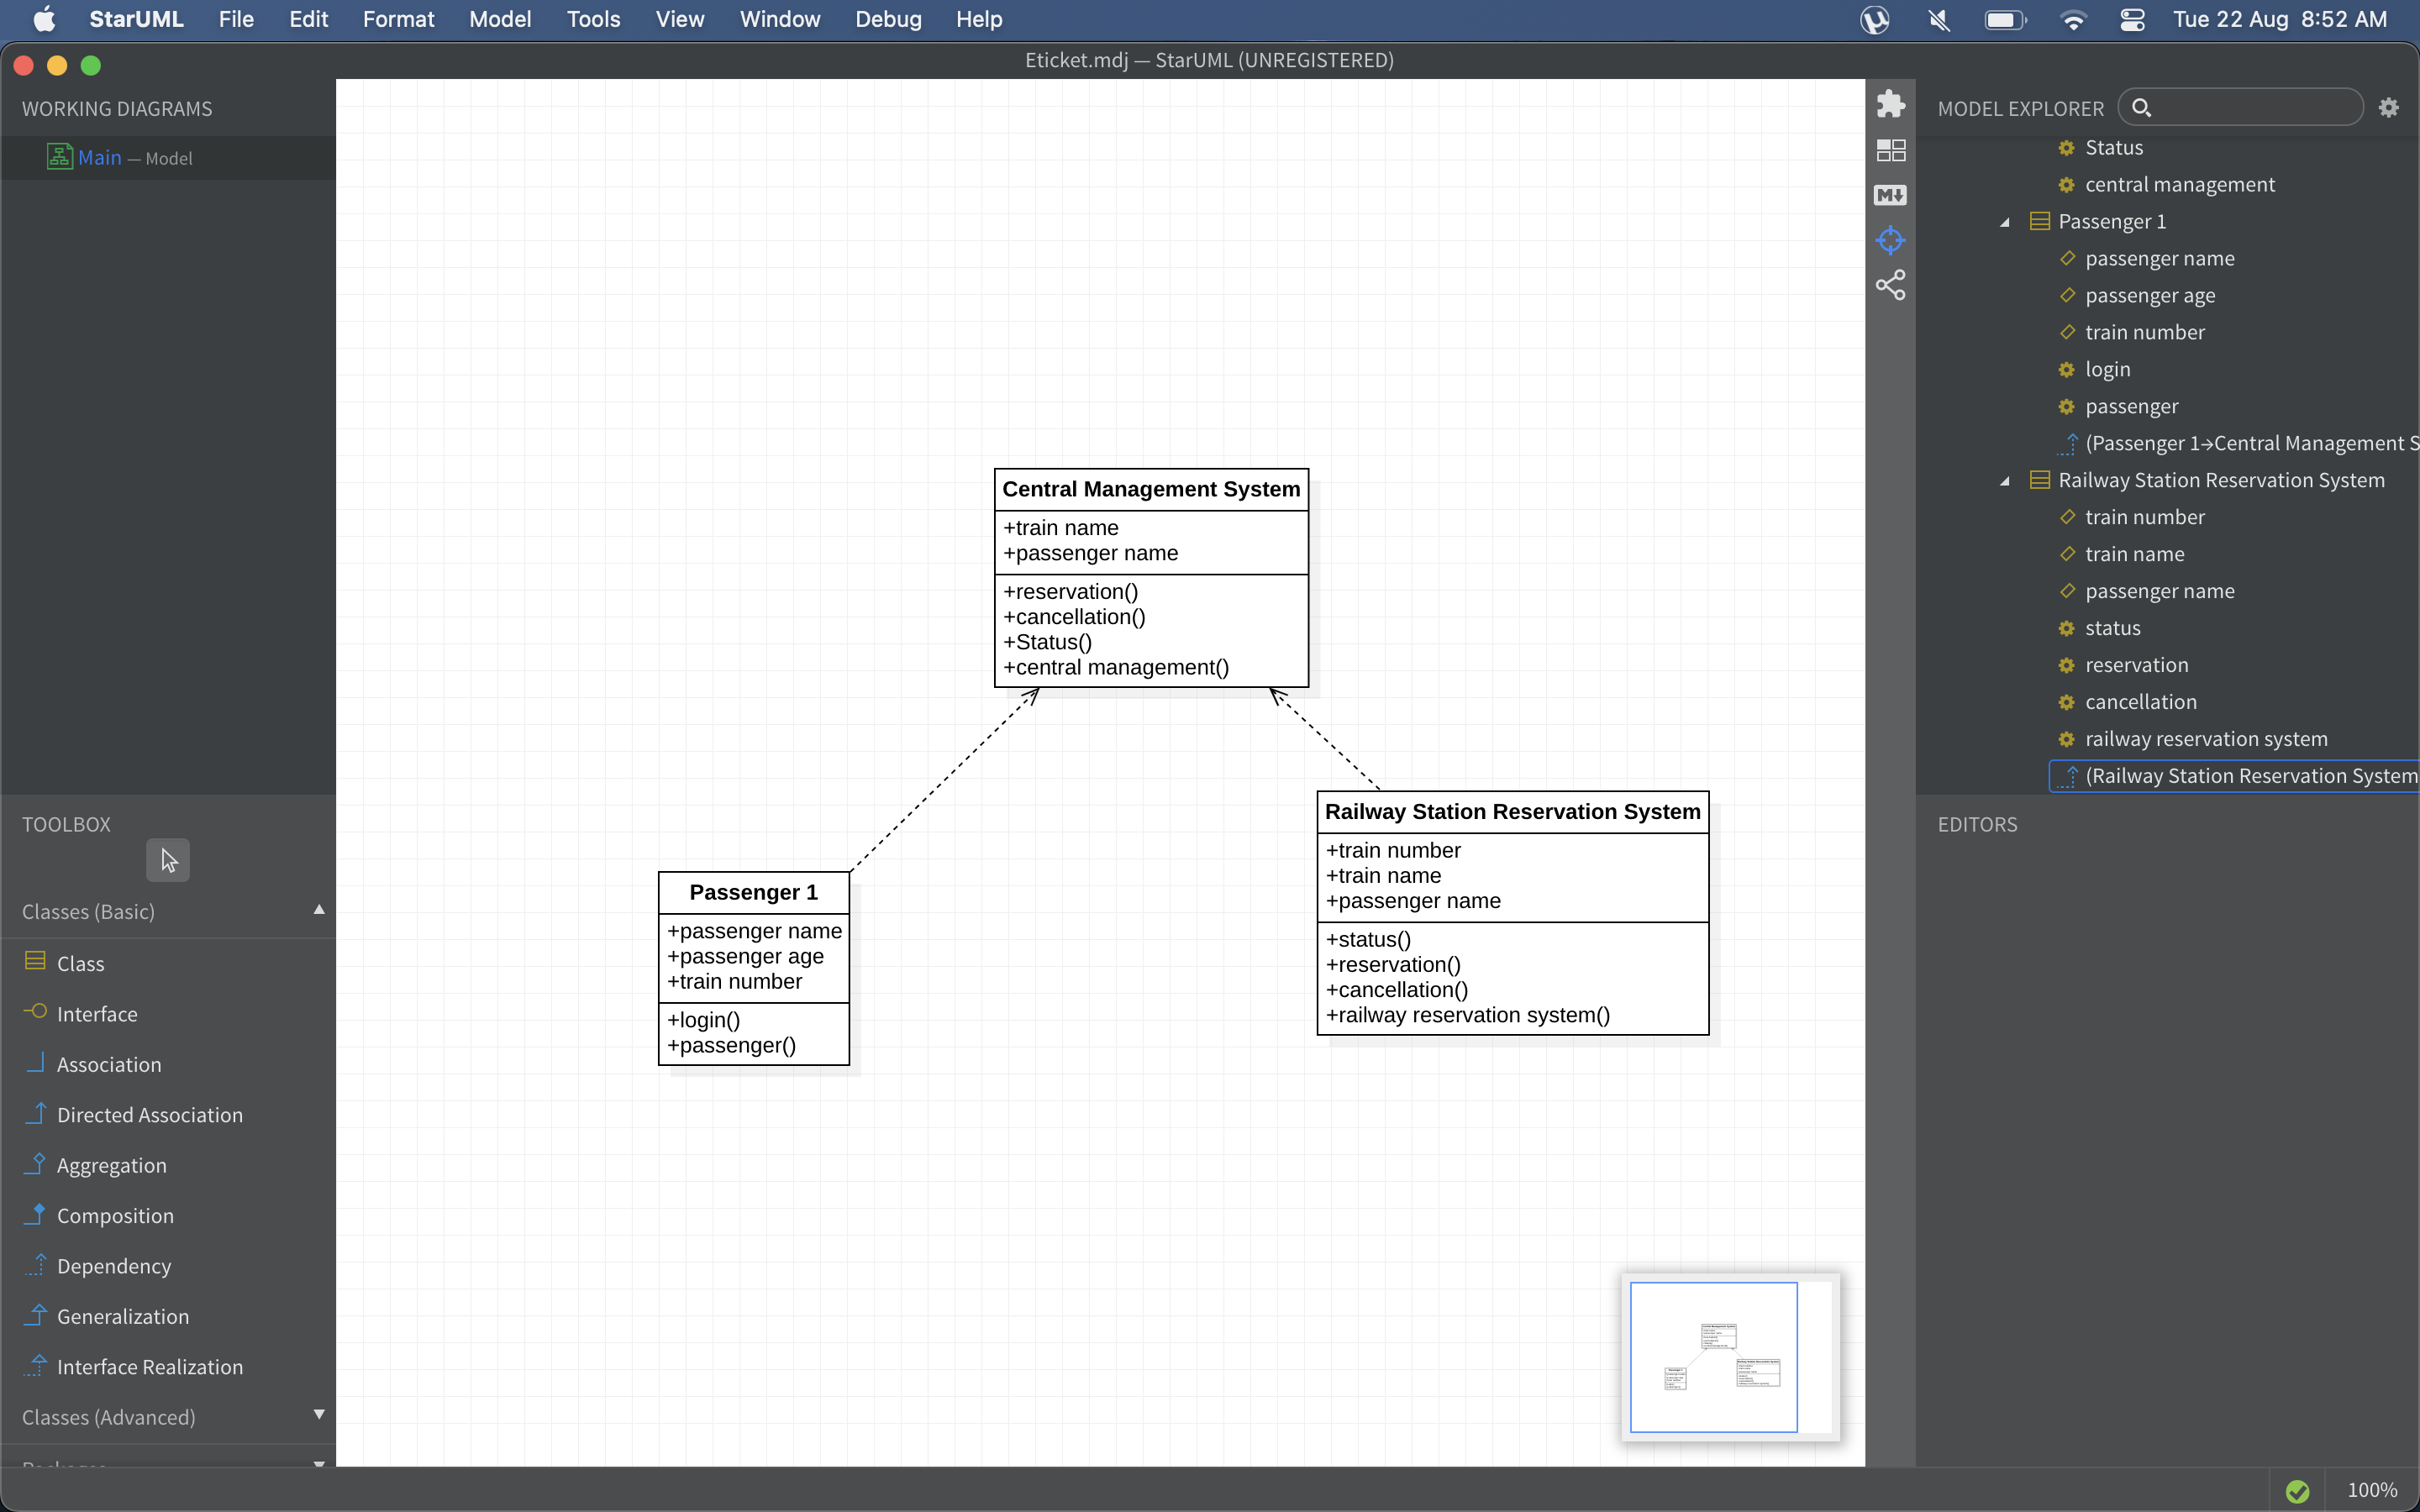 StarUML File Edit Format Model Tools View Window Debug Help Tue 22 Aug 8:52 AM
Eticket.mdj — StarUML (UNREGISTERED)
WORKING DIAGRAMS
Main — Model
TOOLBOX
Classes (Basic)
Class
Interface
Association
Directed Association
Aggregation
Composition
Dependency
Generalization
Interface Realization
Classes (Advanced)
Central Management System
+train name
+passenger name
+reservation()
+cancellation()
+Status()
+central management()
Passenger 1
+passenger name
+passenger age
+train number
+login()
+passenger()
Railway Station Reservation System
+train number
+train name
+passenger name
+status()
+reservation()
+cancellation()
+railway reservation system()
MODEL EXPLORER
Status
central management
Passenger 1
passenger name
passenger age
train number
login
passenger
(Passenger 1→Central Management S
Railway Station Reservation System
train number
train name
passenger name
status
reservation
cancellation
railway reservation system
(Railway Station Reservation System
EDITORS
100%